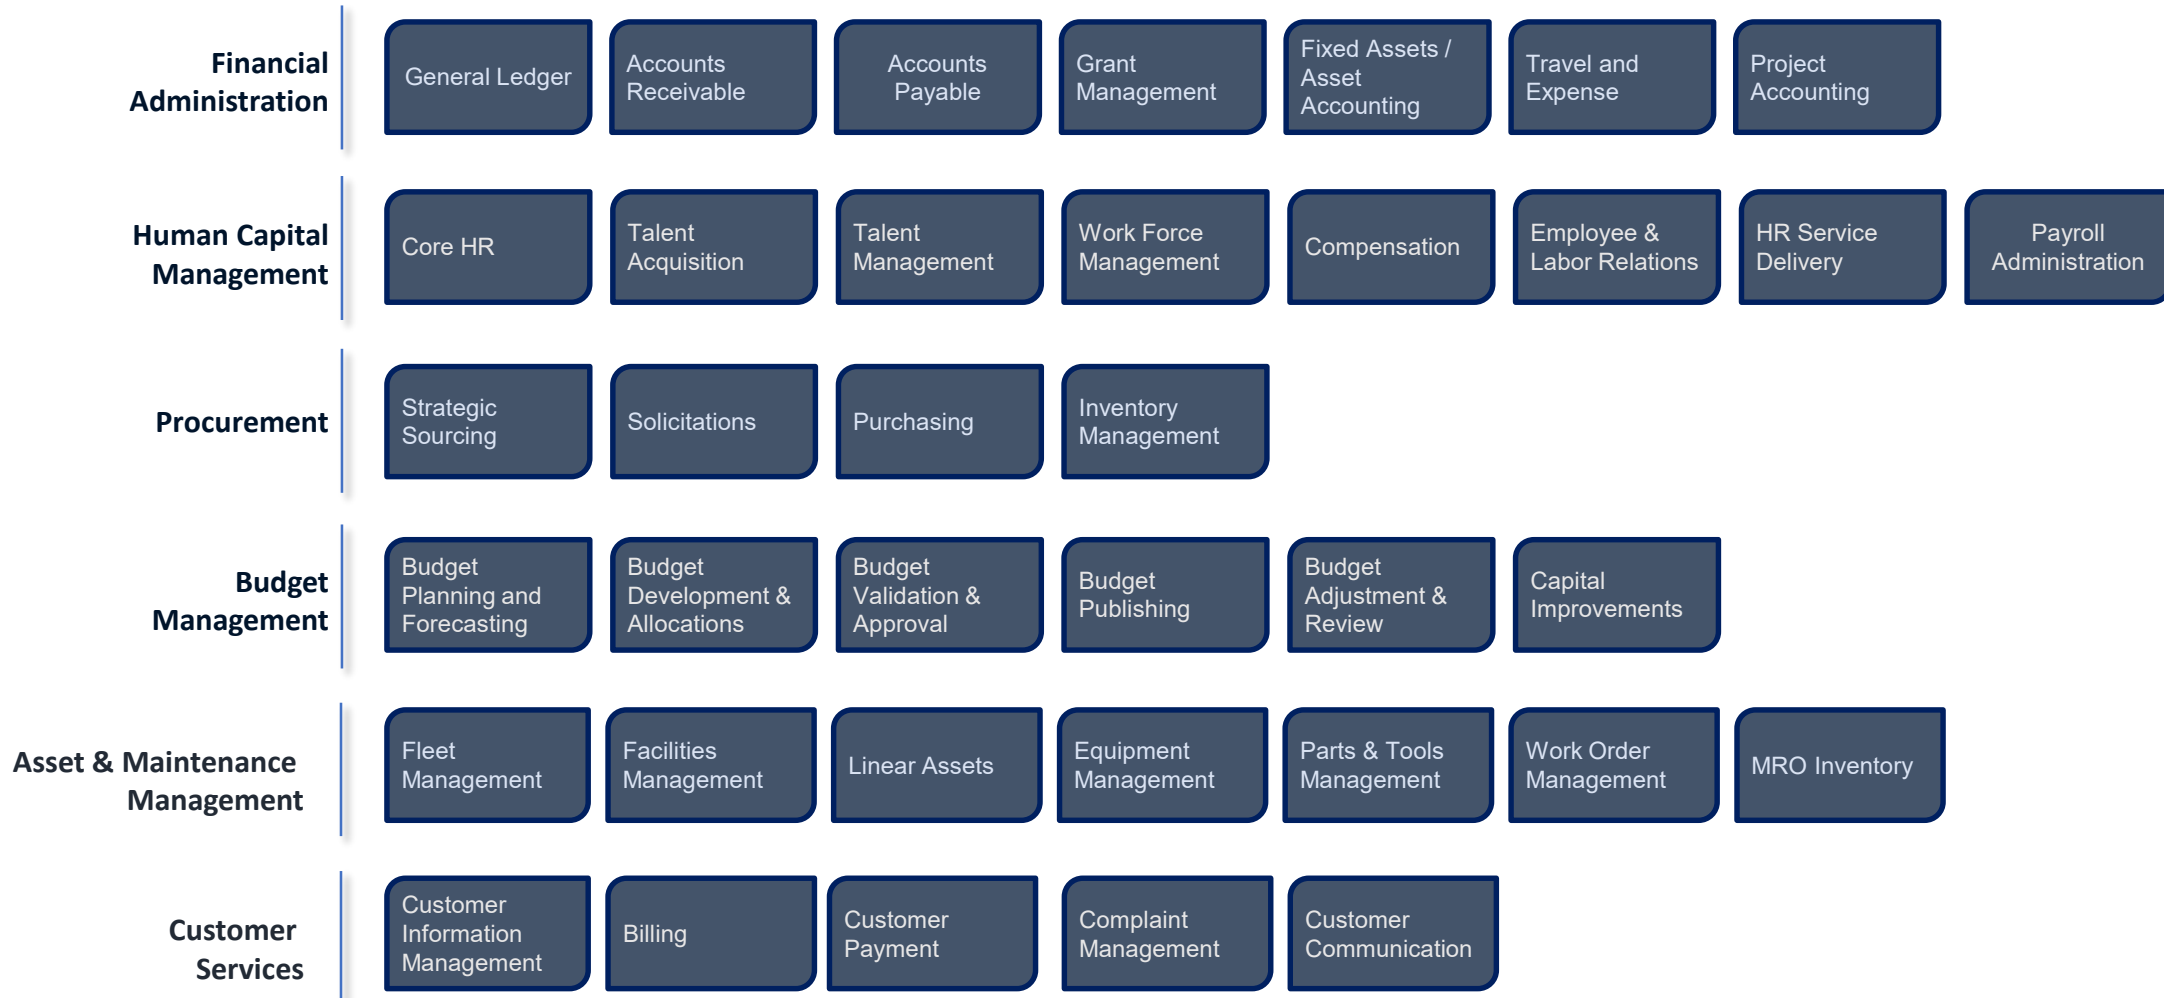 Financial
Administration
General Ledger
Accounts
Receivable
Accounts
Payable
Grant
Management
Fixed Assets /
Asset
Accounting
Travel and
Expense
Project
Accounting
Human Capital
Management
Core HR
Talent
Acquisition
Talent
Management
Work Force
Management
Compensation
Employee &
Labor Relations
HR Service
Delivery
Payroll
Administration
Procurement
Strategic
Sourcing
Solicitations
Purchasing
Inventory
Management
Budget
Management
Budget
Planning and
Forecasting
Budget
Development &
Allocations
Budget
Validation &
Approval
Budget
Publishing
Budget
Adjustment &
Review
Capital
Improvements
Asset & Maintenance
Management
Fleet
Management
Facilities
Management
Linear Assets
Equipment
Management
Parts & Tools
Management
Work Order
Management
MRO Inventory
Customer
Services
Customer
Information
Management
Billing
Customer
Payment
Complaint
Management
Customer
Communication